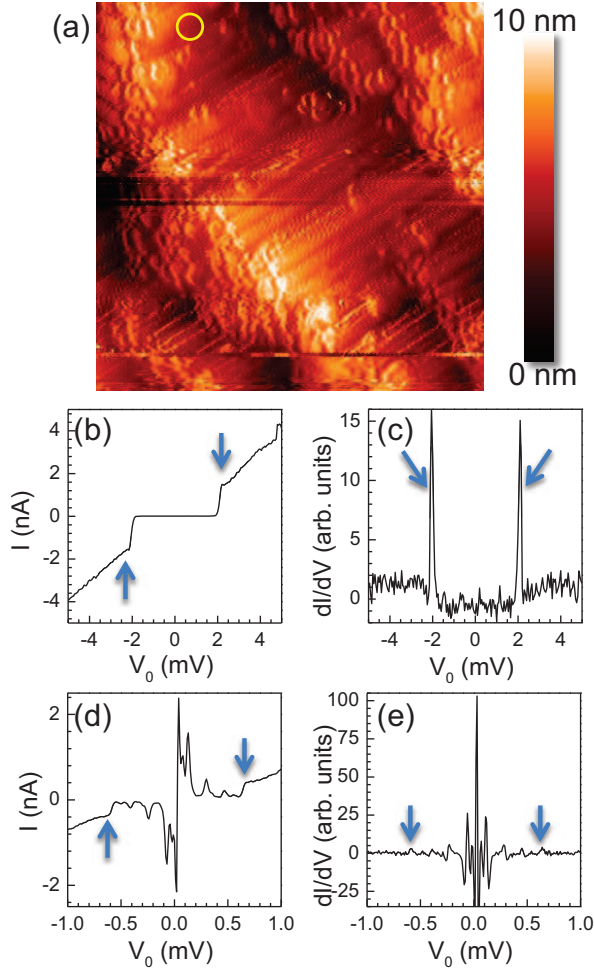 (a)
10 nm
0 nm
(b)
4
2
0
-2
-4
I (nA)
-4 -2 0 2 4
V0 (mV)
(c)
15
10
5
0
dI/dV (arb. units)
-4 -2 0 2 4
V0 (mV)
(d)
2
0
-2
I (nA)
-1.0 -0.5 0.0 0.5 1.0
V0 (mV)
(e)
100
75
50
25
0
-25
dI/dV (arb. units)
-1.0 -0.5 0.0 0.5 1.0
V0 (mV)